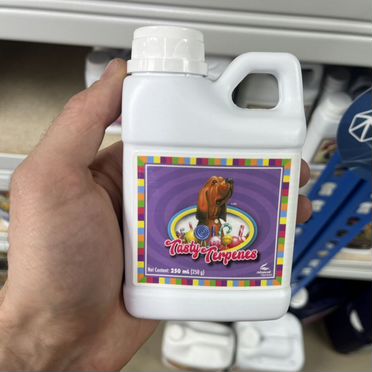 Tasty
Terpenes
Net Content: 250 mL (250 g)